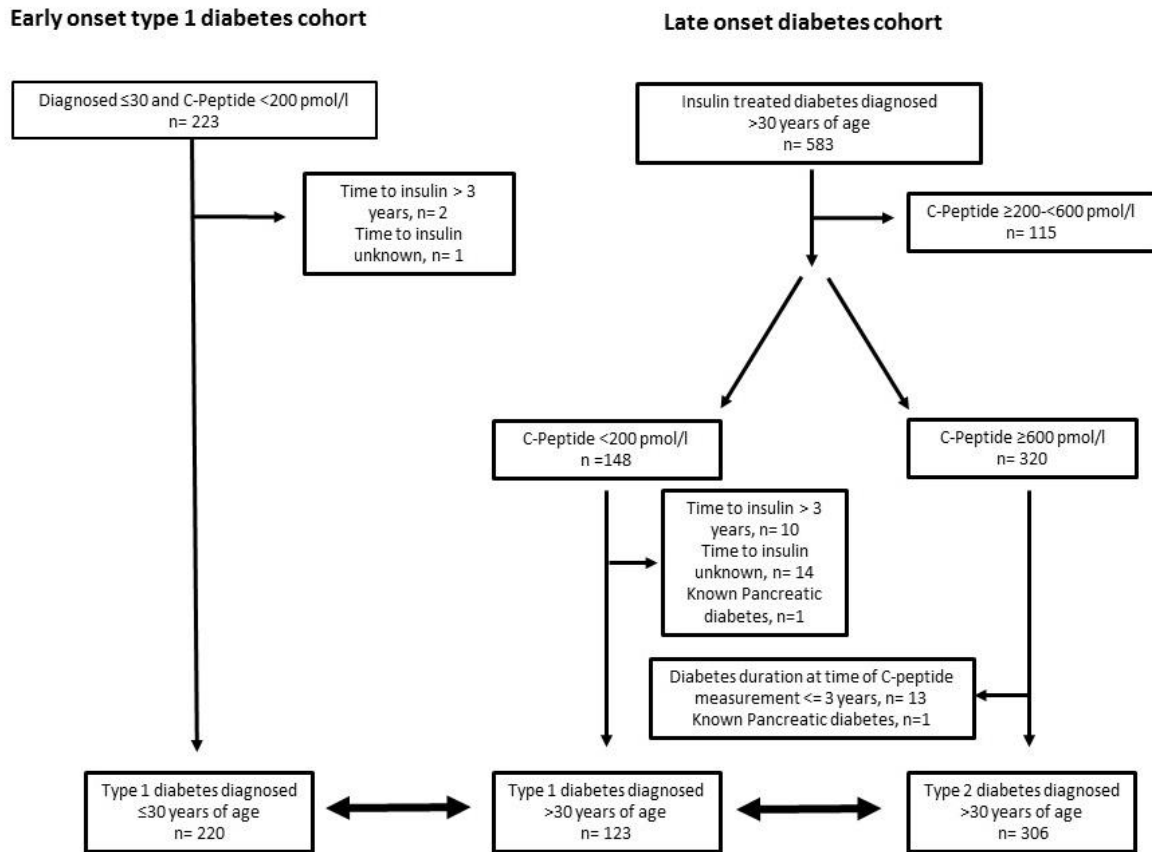 Early onset type 1 diabetes cohort
Late onset diabetes cohort
Diagnosed ≤30 and C-Peptide <200 pmol/l
n= 223
Insulin treated diabetes diagnosed
>30 years of age
n= 583
Time to insulin > 3
years, n= 2
Time to insulin
unknown, n= 1
C-Peptide ≥200-<600 pmol/l
n= 115
C-Peptide <200 pmol/l
n =148
C-Peptide ≥600 pmol/l
n= 320
Time to insulin > 3
years, n= 10
Time to insulin
unknown, n= 14
Known Pancreatic
diabetes, n=1
Diabetes duration at time of C-peptide
measurement <= 3 years, n= 13
Known Pancreatic diabetes, n=1
Type 1 diabetes diagnosed
≤30 years of age
n= 220
Type 1 diabetes diagnosed
>30 years of age
n= 123
Type 2 diabetes diagnosed
>30 years of age
n= 306